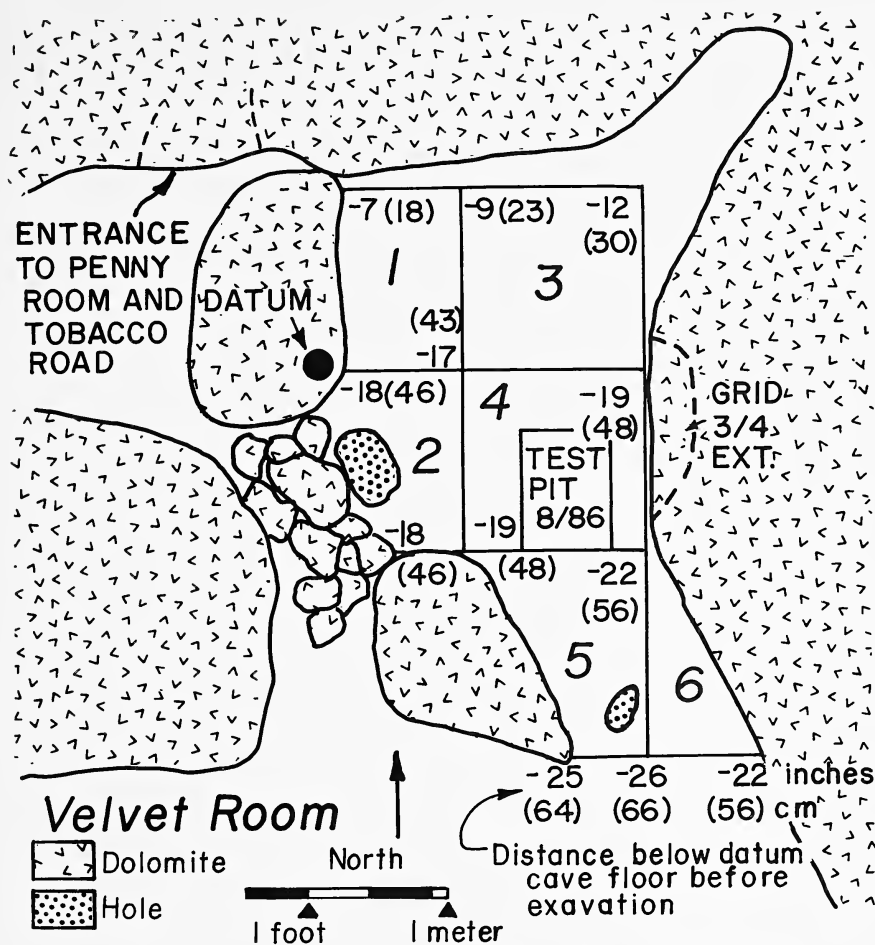 ENTRANCE
TO PENNY
ROOM AND
TOBACCO
ROAD
DATUM
-7 (18)
-9 (23)
-12
(30)
1
3
(43)
-17
-18(46)
4
-19
(48)
GRID
3/4
EXT.
2
TEST
PIT
8/86
-18
(46)
-19
(48)
-22
(56)
5
6
-25 -26 -22 inches
(64) (66) (56) cm
Velvet Room
Dolomite
Hole
North
1 foot
1 meter
Distance below datum
cave floor before
exavation